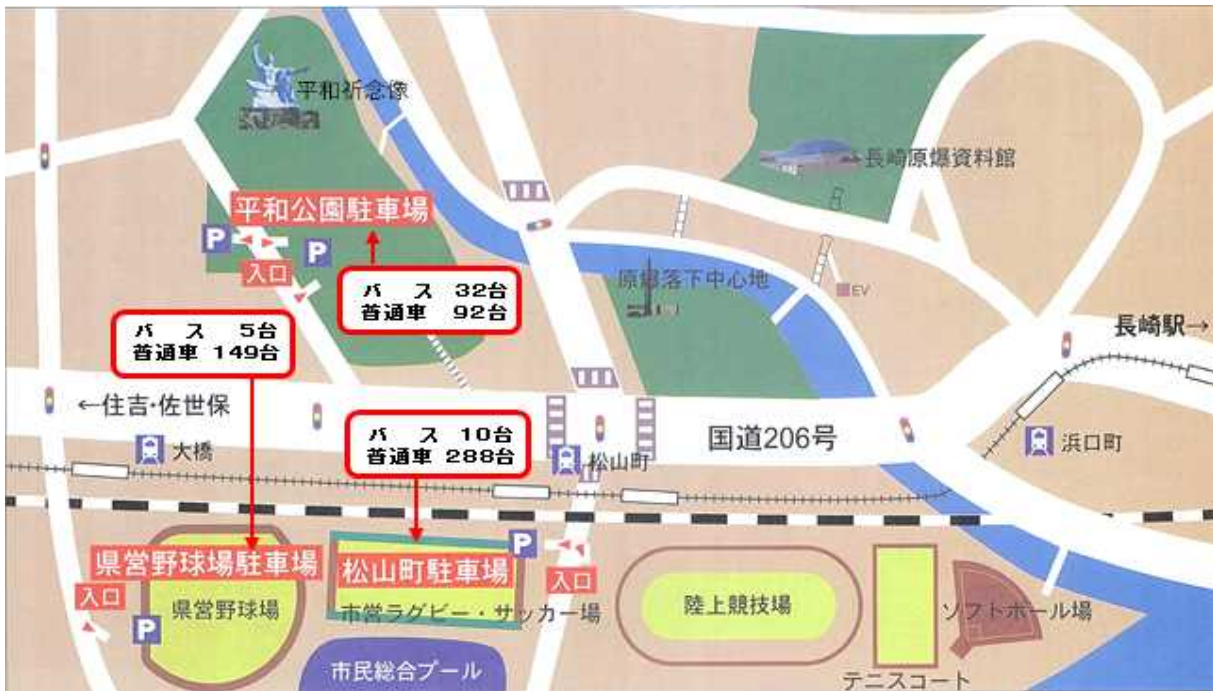 平和祈念像
長崎原爆資料館
平和公園駐車場
P
P
入口
バス 32台
普通車 92台
原爆落下中心地
EV
バス 5台
普通車 149台
長崎駅→
←住吉・佐世保
バス 10台
普通車 288台
国道206号
大橋
松山町
浜口町
P
県営野球場駐車場
松山町駐車場
入口
入口
県営野球場
市営ラグビー・サッカー場
陸上競技場
ソフトボール場
P
市民総合プール
テニスコート